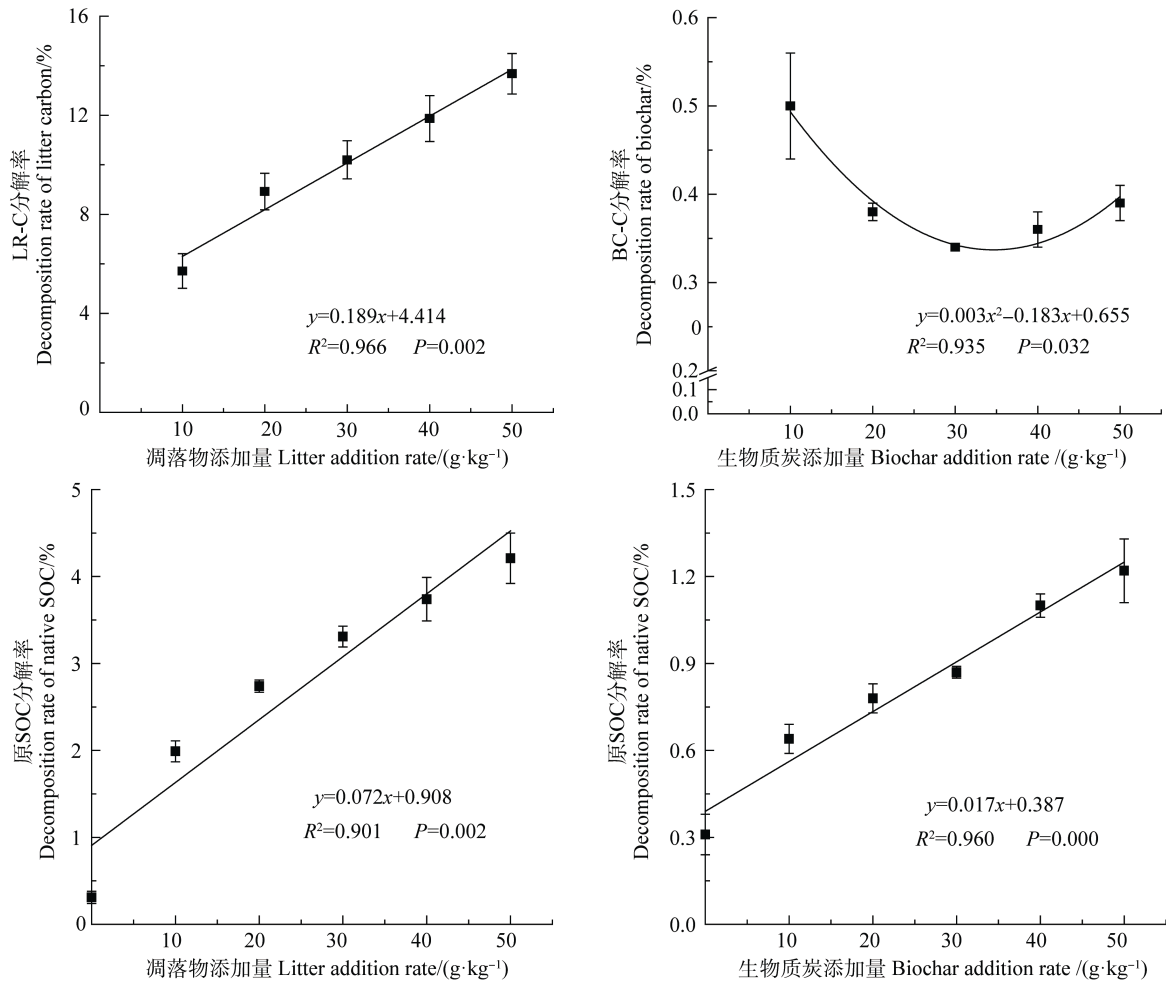 16
12
8
4
0
LR-C分解率
Decomposition rate of litter carbon/%
y=0.189x+4.414
R²=0.966 P=0.002
10 20 30 40 50
凋落物添加量 Litter addition rate/(g·kg⁻¹)
0.6
0.5
0.4
0.3
0
0.2
0.1
0.0
BC-C分解率
Decomposition rate of biochar/%
y=0.003x²−0.183x+0.655
R²=0.935 P=0.032
10 20 30 40 50
生物质炭添加量 Biochar addition rate /(g·kg⁻¹)
5
4
3
2
1
0
原SOC分解率
Decomposition rate of native SOC/%
y=0.072x+0.908
R²=0.901 P=0.002
10 20 30 40 50
凋落物添加量 Litter addition rate/(g·kg⁻¹)
1.5
1.2
0.9
0.6
0.3
0.0
原SOC分解率
Decomposition rate of native SOC/%
y=0.017x+0.387
R²=0.960 P=0.000
10 20 30 40 50
生物质炭添加量 Biochar addition rate /(g·kg⁻¹)